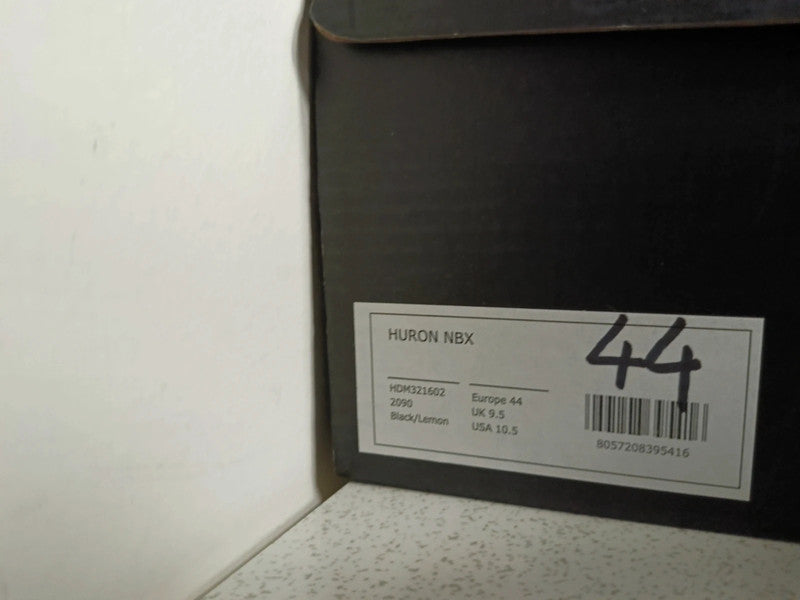 HURON NBX
44
HDM321602
2090
Black/Lemon
Europe 44
UK 9.5
USA 10.5
8057208395416